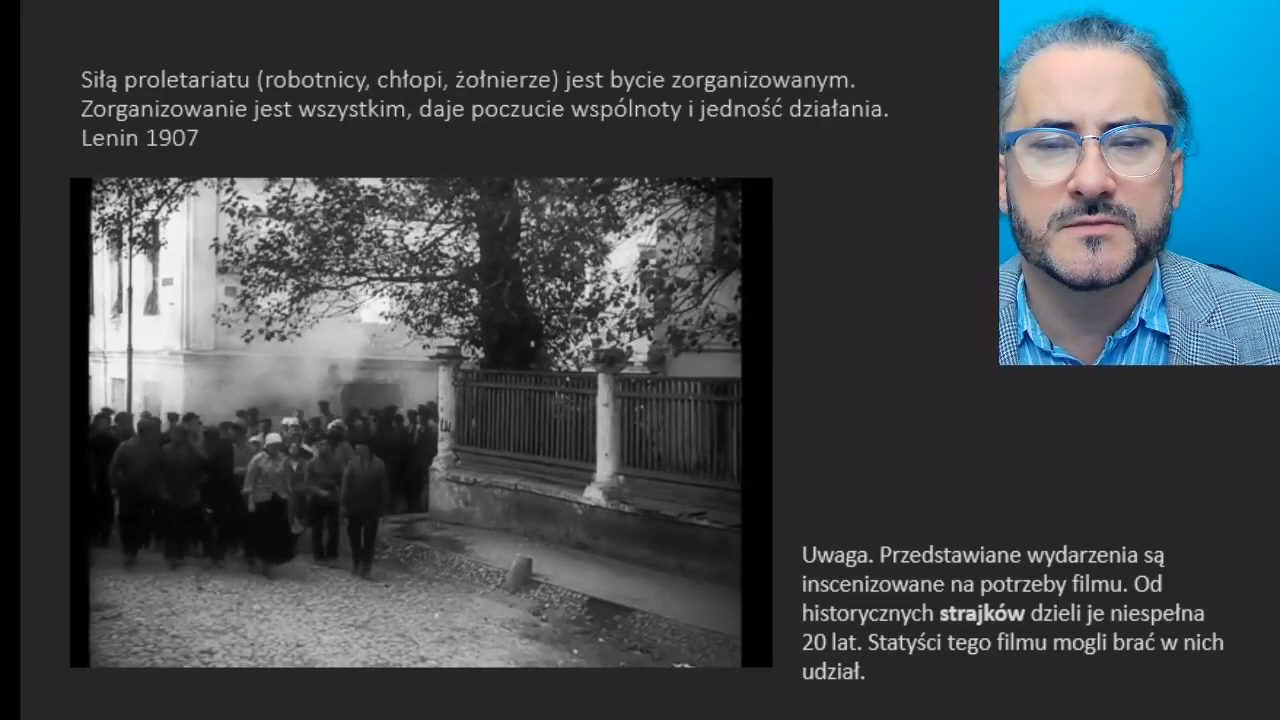 Siłą proletariatu (robotnicy, chłopi, żołnierze) jest bycie zorganizowanym.
Zorganizowanie jest wszystkim, daje poczucie wspólnoty i jedność działania.
Lenin 1907
Uwaga. Przedstawiane wydarzenia są
inscenizowane na potrzeby filmu. Od
historycznych strajków dzieli je niespełna
20 lat. Statyści tego filmu mogli brać w nich
udział.